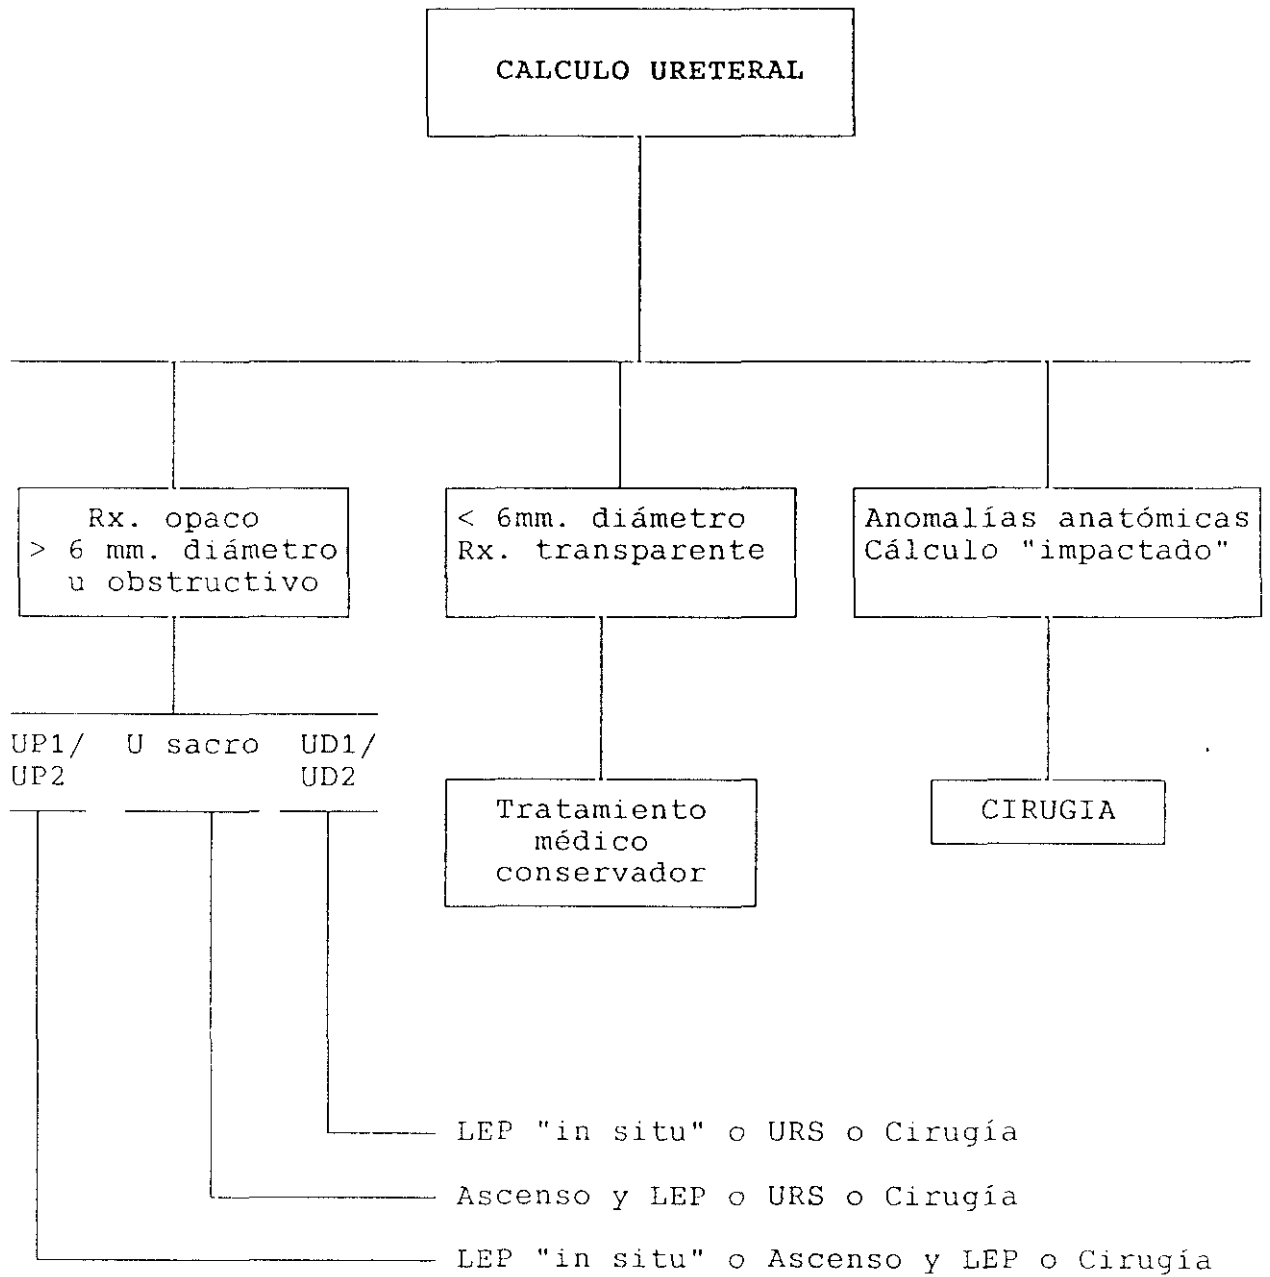 CALCULO URETERAL
Rx. opaco
> 6 mm. diámetro
u obstructivo
< 6mm. diámetro
Rx. transparente
Anomalías anatómicas
Cálculo "impactado"
UP1/
UP2
U sacro
UD1/
UD2
Tratamiento
médico
conservador
CIRUGIA
LEP "in situ" o URS o Cirugía
Ascenso y LEP o URS o Cirugía
LEP "in situ" o Ascenso y LEP o Cirugía